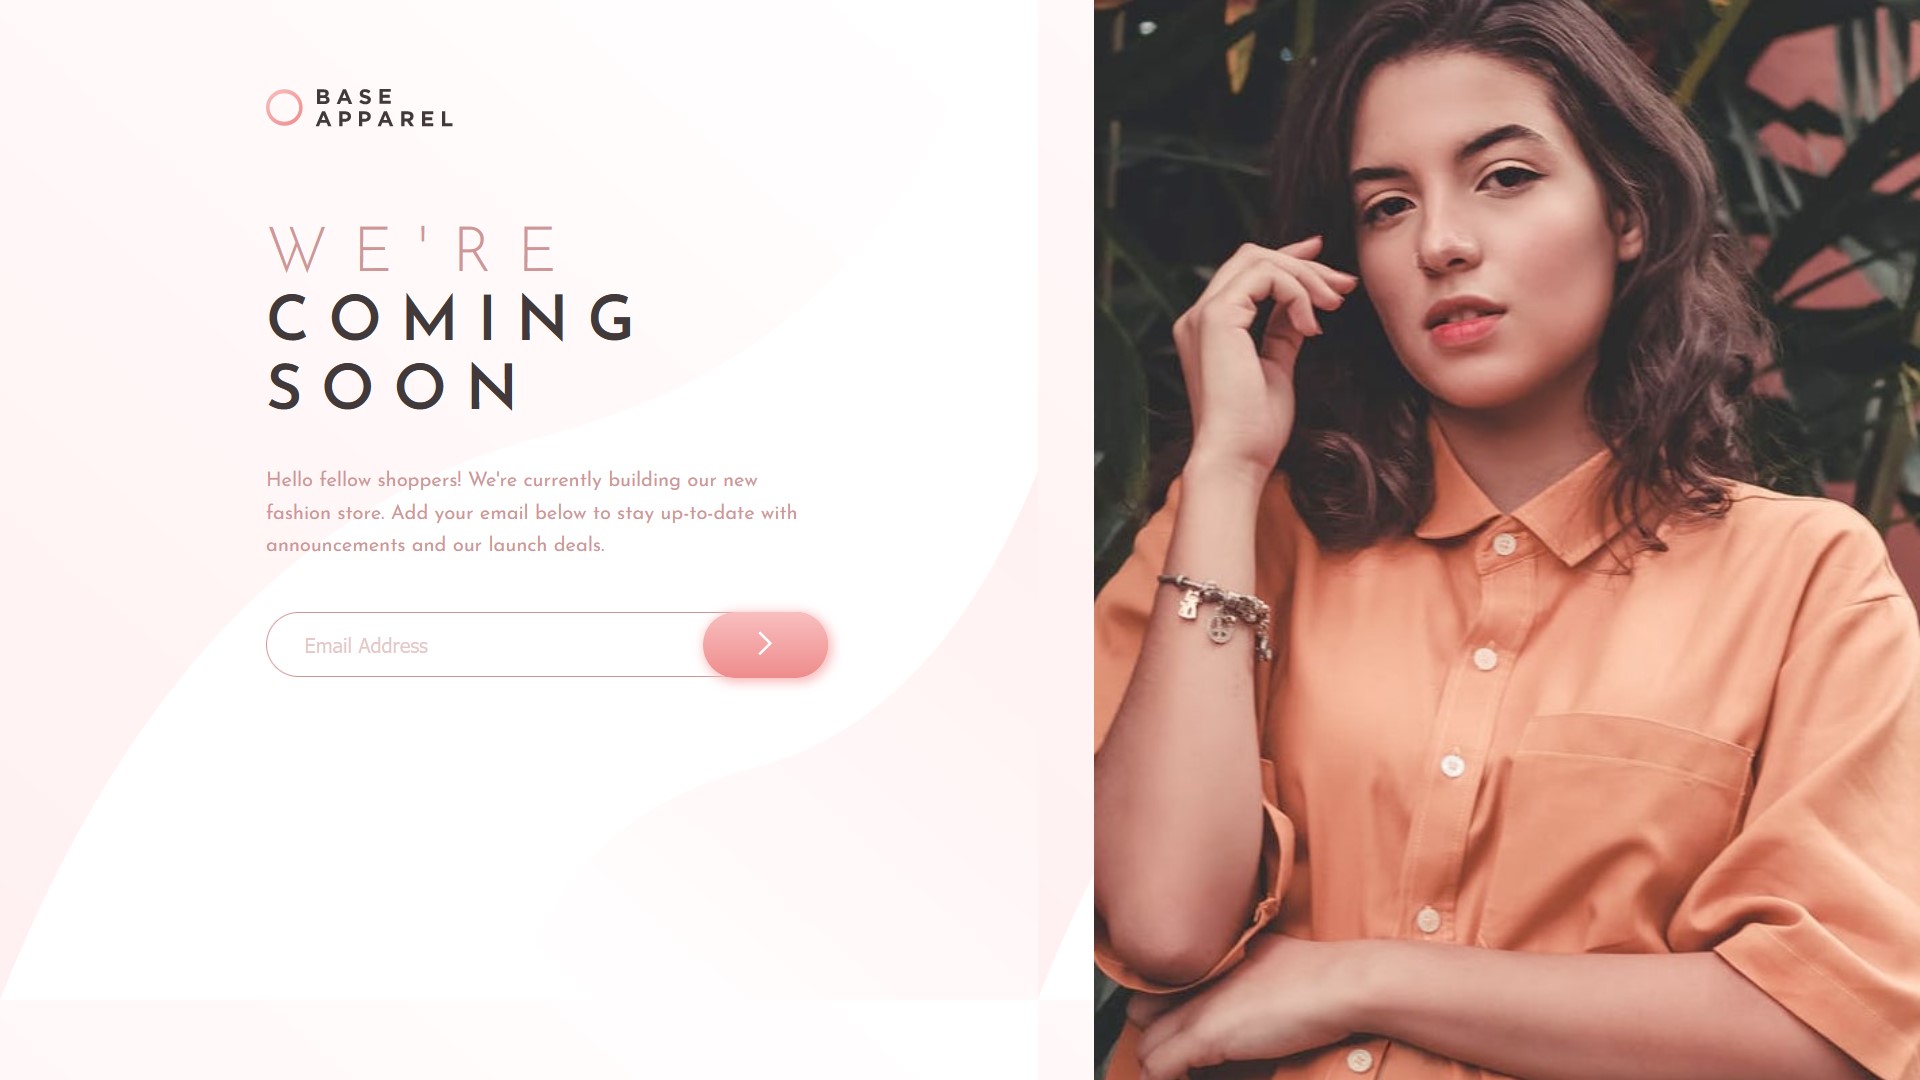 BASE
APPAREL
WE'RE
COMING
SOON
Hello fellow shoppers! We're currently building our new
fashion store. Add your email below to stay up-to-date with
announcements and our launch deals.
Email Address